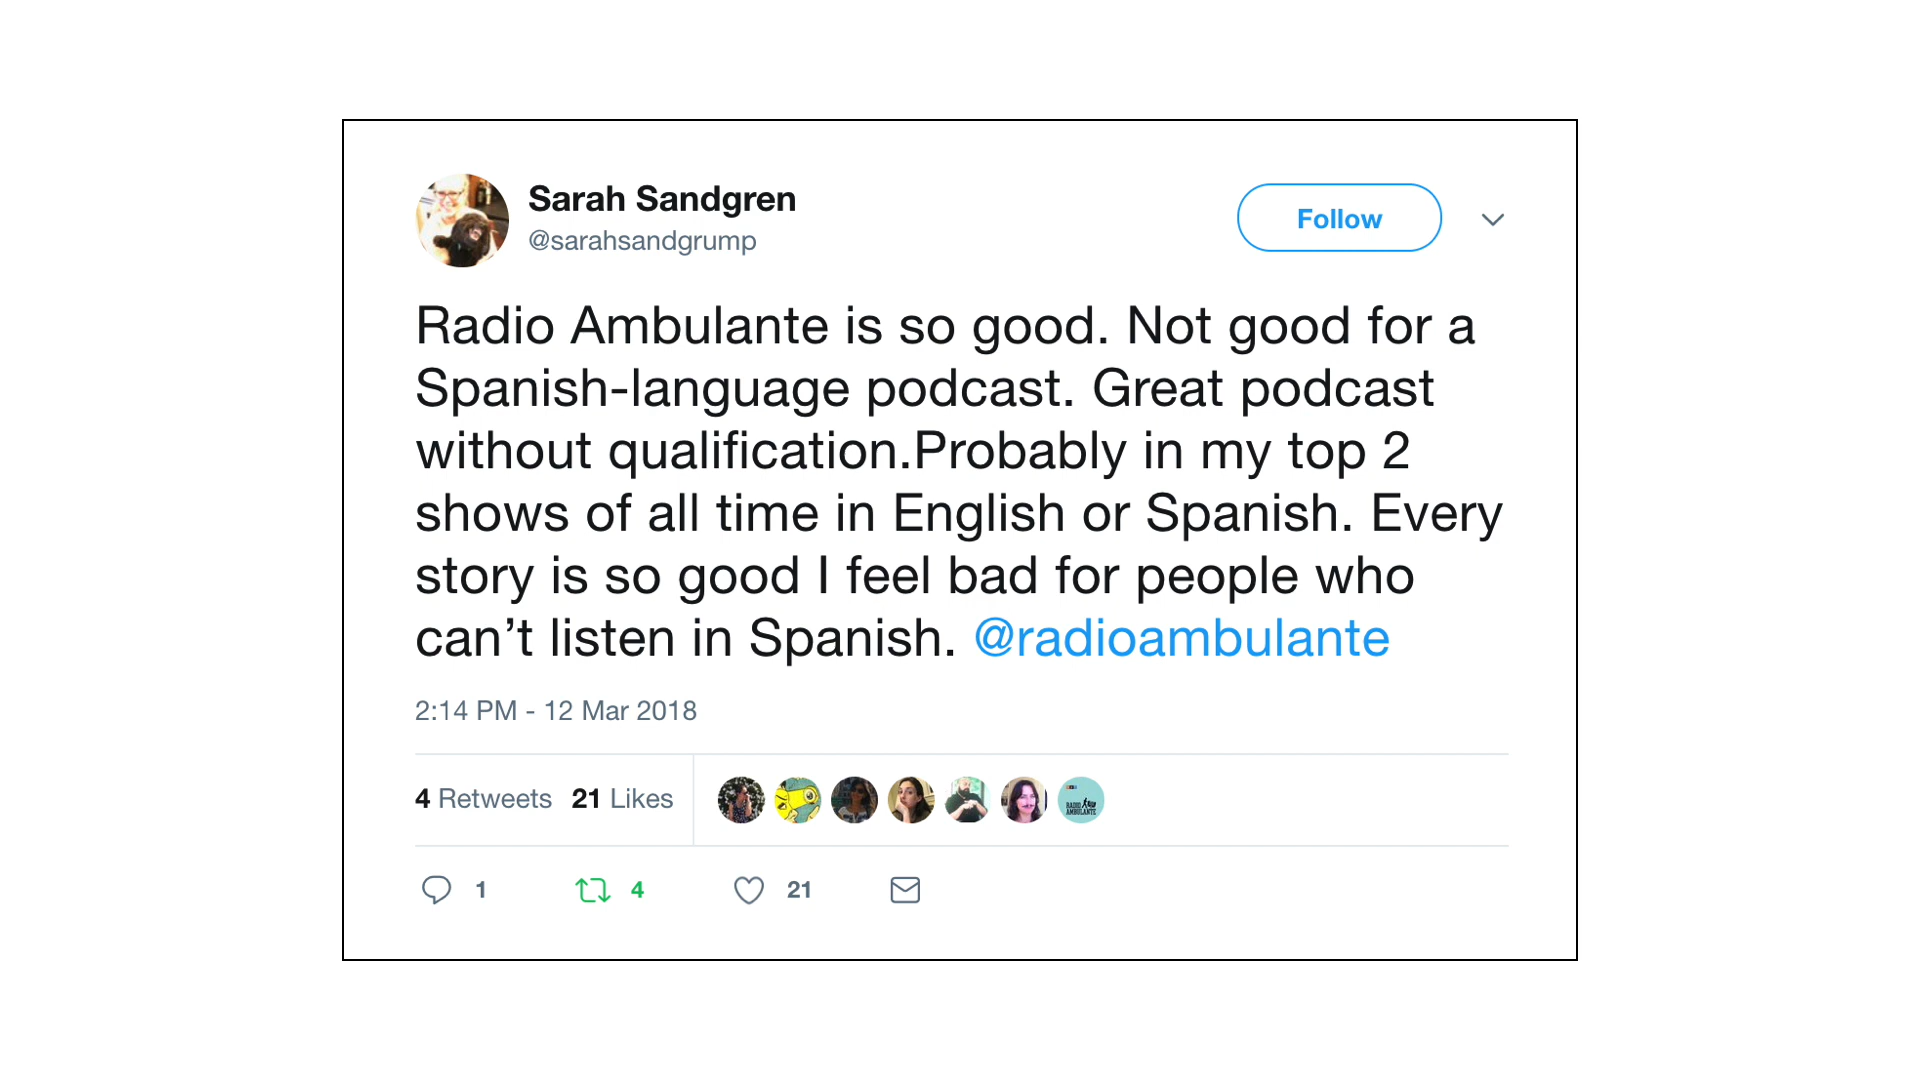 Sarah Sandgren
@sarahsandgrump
Follow
Radio Ambulante is so good. Not good for a
Spanish-language podcast. Great podcast
without qualification.Probably in my top 2
shows of all time in English or Spanish. Every
story is so good I feel bad for people who
can’t listen in Spanish. @radioambulante
2:14 PM - 12 Mar 2018
4 Retweets 21 Likes
RADIO
AMBULANTE
1 4 21